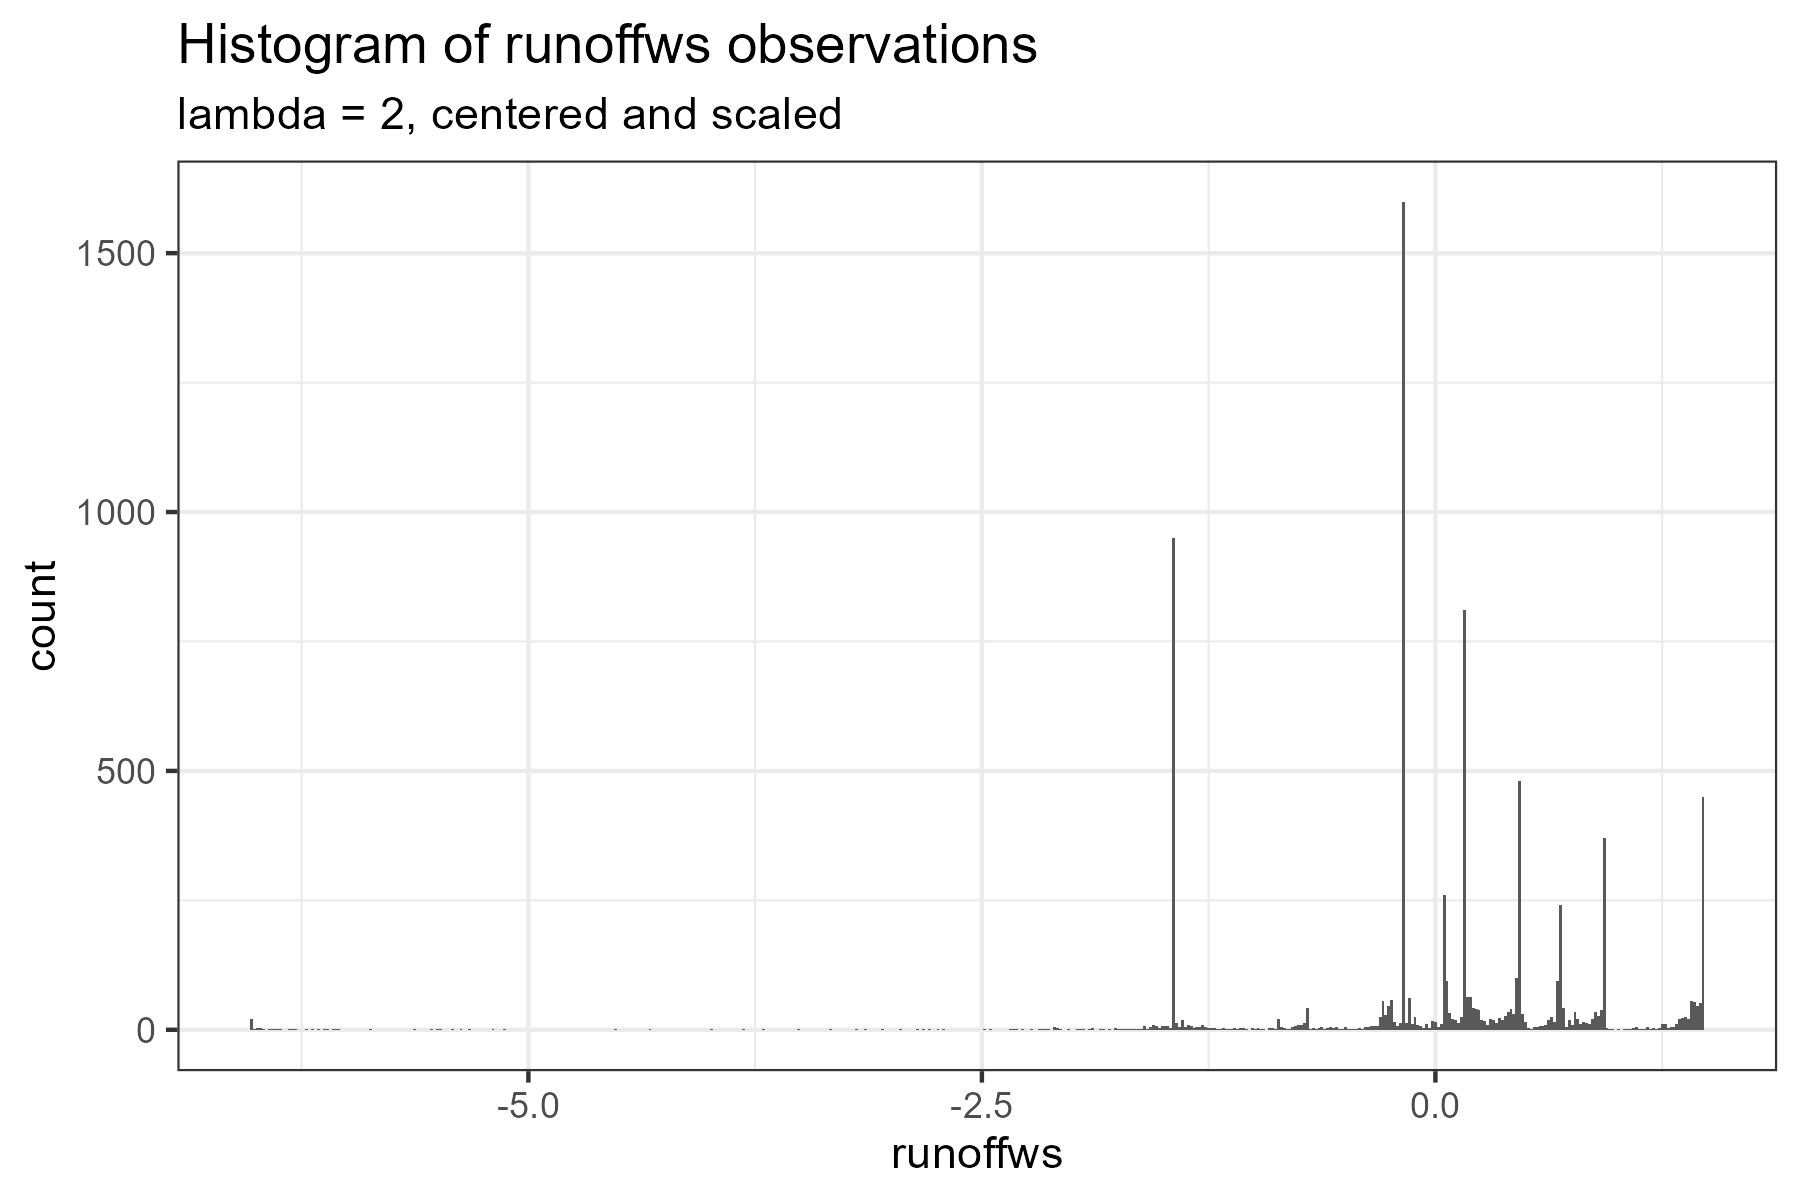 Histogram of runoffws observations
lambda = 2, centered and scaled
1500
1000
500
0
count
-5.0
-2.5
0.0
runoffws